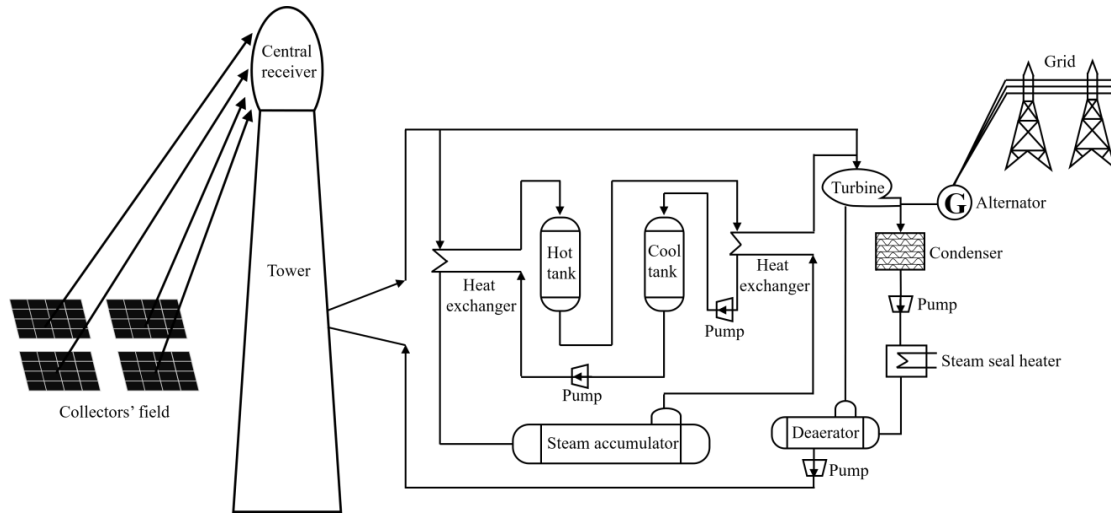 Central
receiver
Tower
Collectors' field
Heat
exchanger
Hot
tank
Cool
tank
Heat
exchanger
Pump
Pump
Steam accumulator
Turbine
Grid
G
Alternator
Condenser
Pump
Steam seal heater
Deaerator
Pump